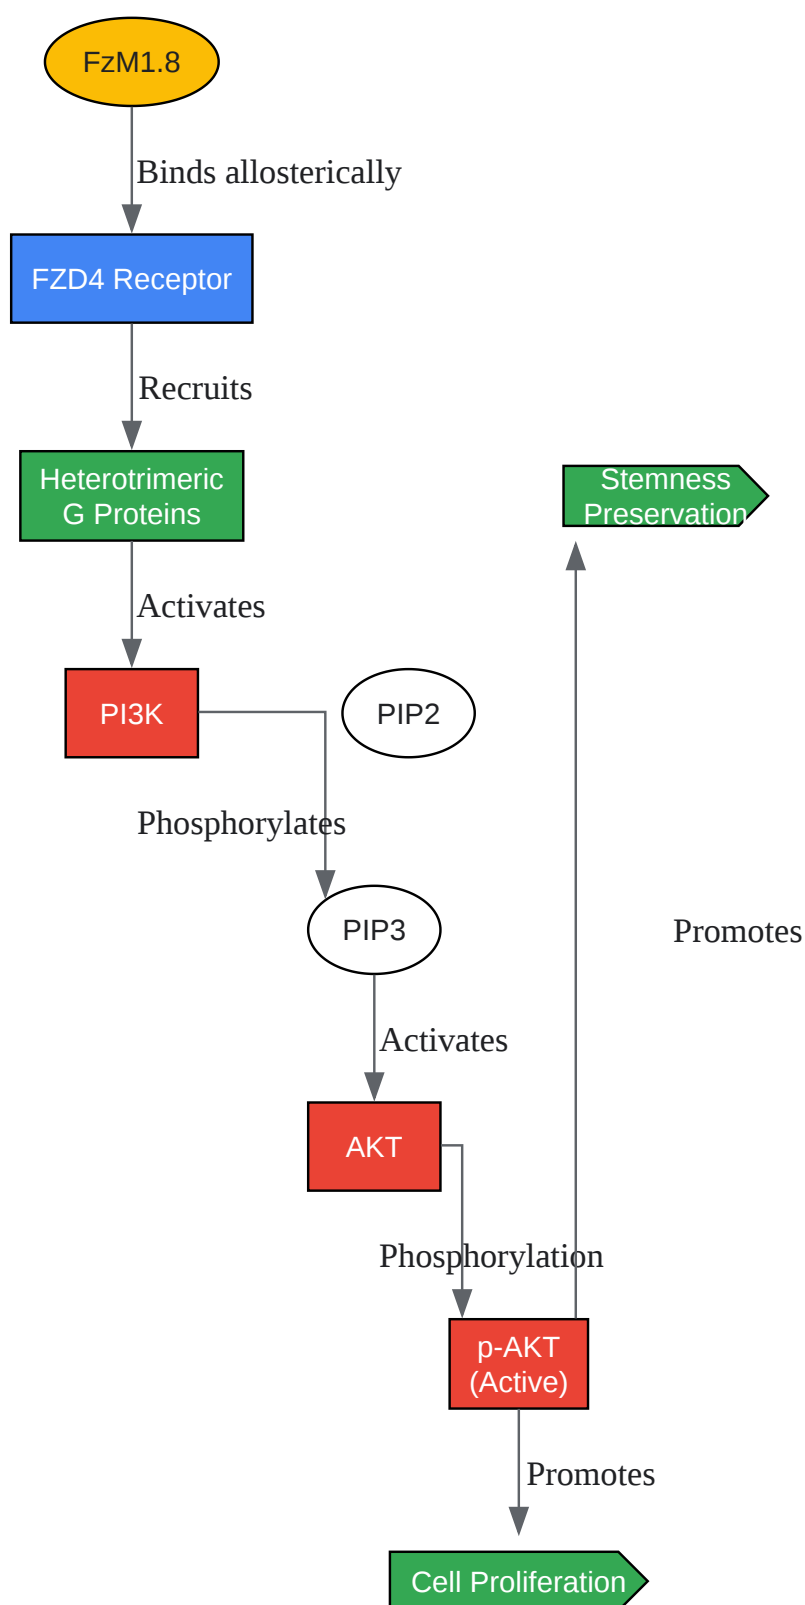 FzM1.8
Binds allosterically
FZD4 Receptor
Recruits
Heterotrimeric
G Proteins
Stemness
Preservation
Activates
PI3K
PIP2
Phosphorylates
PIP3
Promotes
Activates
AKT
Phosphorylation
p-AKT
(Active)
Promotes
Cell Proliferation